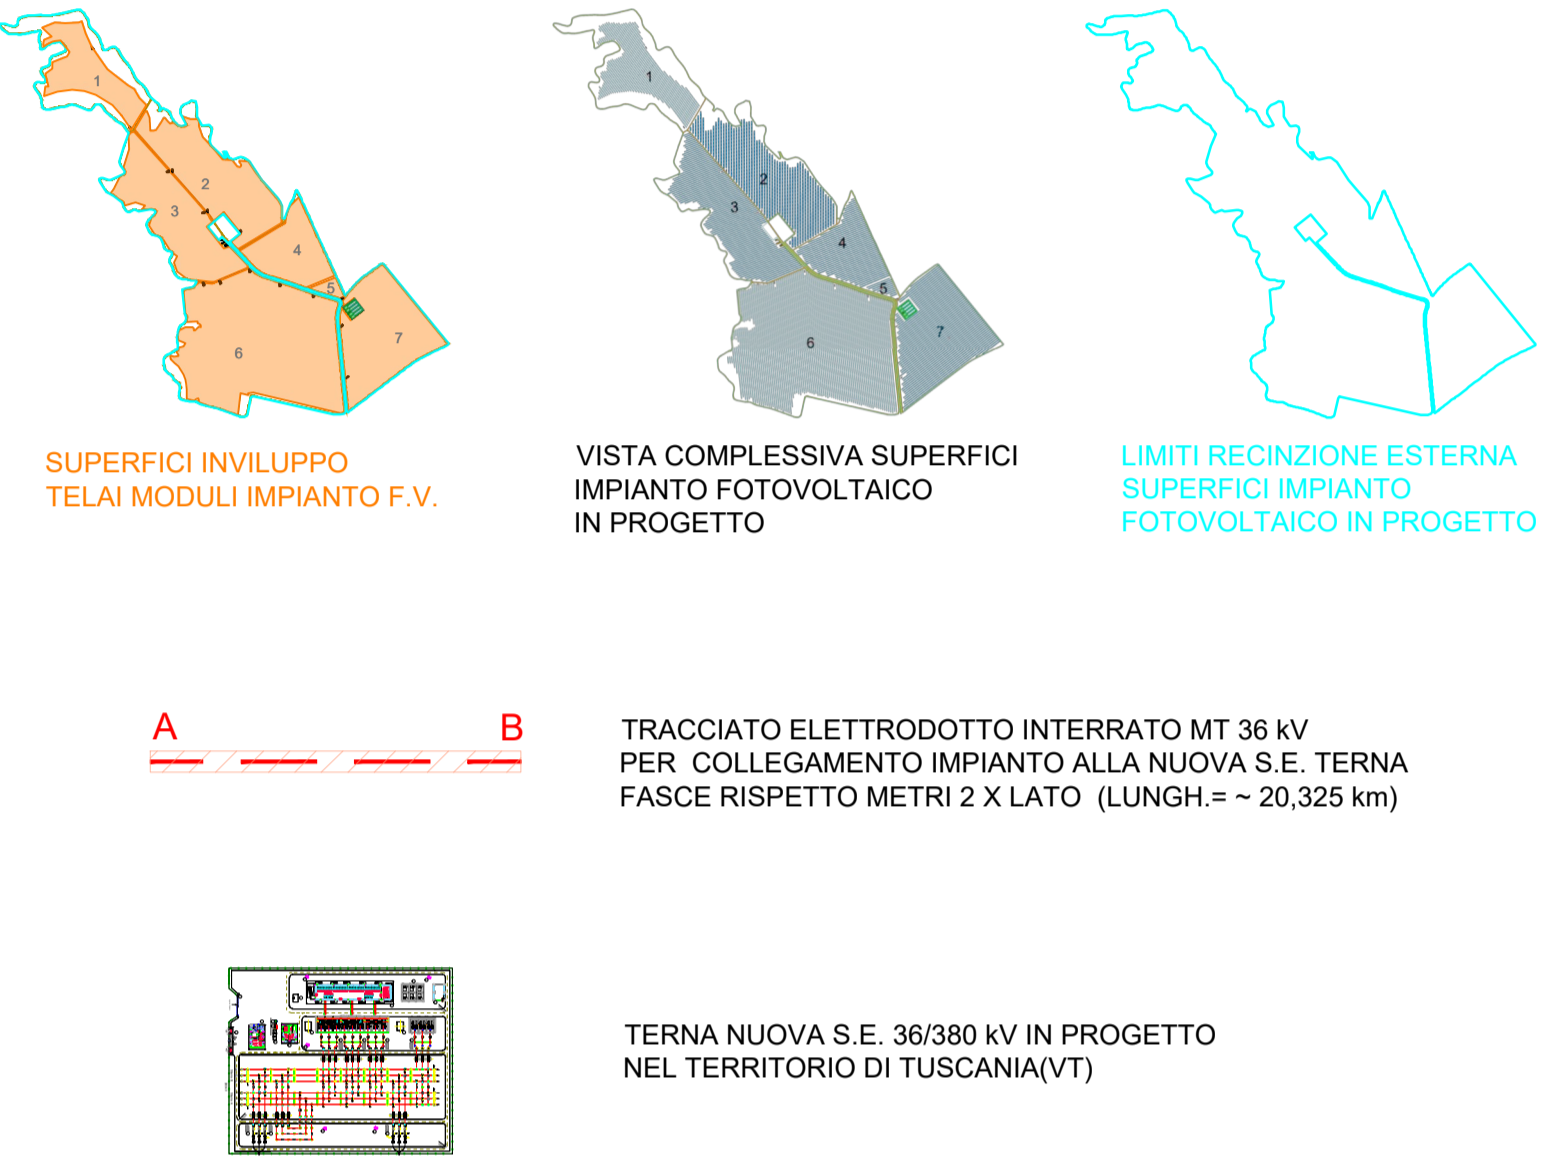 1
2
3
4
5
6
7
SUPERFICI INVILUPPO
TELAI MODULI IMPIANTO F.V.
1
2
3
4
5
6
7
VISTA COMPLESSIVA SUPERFICI
IMPIANTO FOTOVOLTAICO
IN PROGETTO
LIMITI RECINZIONE ESTERNA
SUPERFICI IMPIANTO
FOTOVOLTAICO IN PROGETTO
A B
TRACCIATO ELETTRODOTTO INTERRATO MT 36 kV
PER COLLEGAMENTO IMPIANTO ALLA NUOVA S.E. TERNA
FASCE RISPETTO METRI 2 X LATO (LUNGH.= ~ 20,325 km)
TERNA NUOVA S.E. 36/380 kV IN PROGETTO
NEL TERRITORIO DI TUSCANIA(VT)